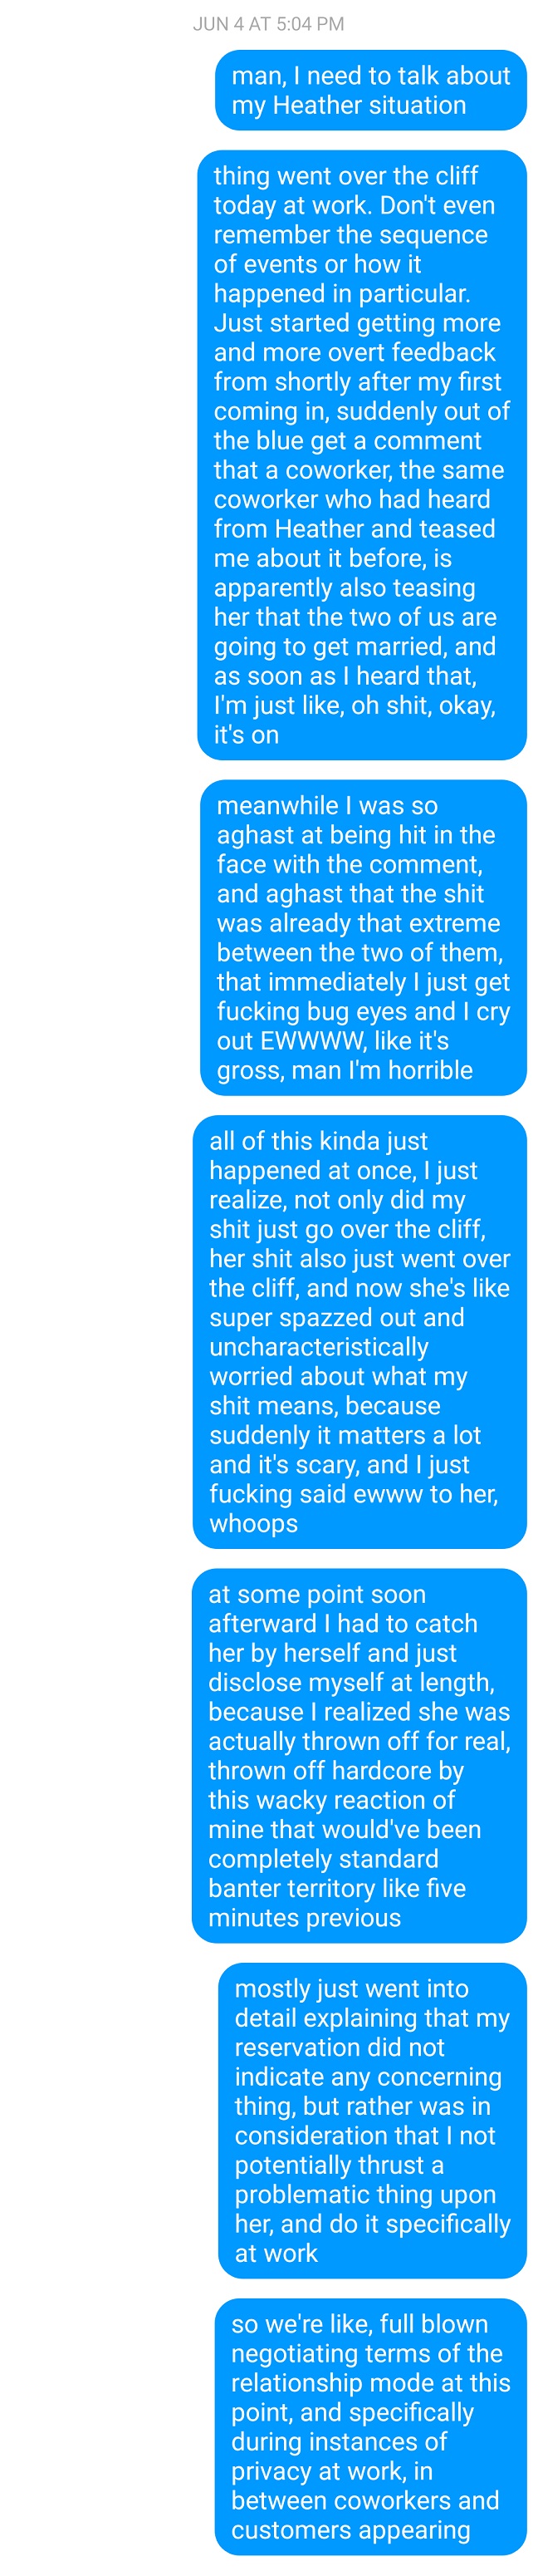 JUN 4 AT 5:04 PM
man, I need to talk about
my Heather situation
thing went over the cliff
today at work. Don't even
remember the sequence
of events or how it
happened in particular.
Just started getting more
and more overt feedback
from shortly after my first
coming in, suddenly out of
the blue get a comment
that a coworker, the same
coworker who had heard
from Heather and teased
me about it before, is
apparently also teasing
her that the two of us are
going to get married, and
as soon as I heard that,
I'm just like, oh shit, okay,
it's on
meanwhile I was so
aghast at being hit in the
face with the comment,
and aghast that the shit
was already that extreme
between the two of them,
that immediately I just get
fucking bug eyes and I cry
out EWWWW, like it's
gross, man I'm horrible
all of this kinda just
happened at once, I just
realize, not only did my
shit just go over the cliff,
her shit also just went over
the cliff, and now she's like
super spazzed out and
uncharacteristically
worried about what my
shit means, because
suddenly it matters a lot
and it's scary, and I just
fucking said ewww to her,
whoops
at some point soon
afterward I had to catch
her by herself and just
disclose myself at length,
because I realized she was
actually thrown off for real,
thrown off hardcore by
this wacky reaction of
mine that would've been
completely standard
banter territory like five
minutes previous
mostly just went into
detail explaining that my
reservation did not
indicate any concerning
thing, but rather was in
consideration that I not
potentially thrust a
problematic thing upon
her, and do it specifically
at work
so we're like, full blown
negotiating terms of the
relationship mode at this
point, and specifically
during instances of
privacy at work, in
between coworkers and
customers appearing